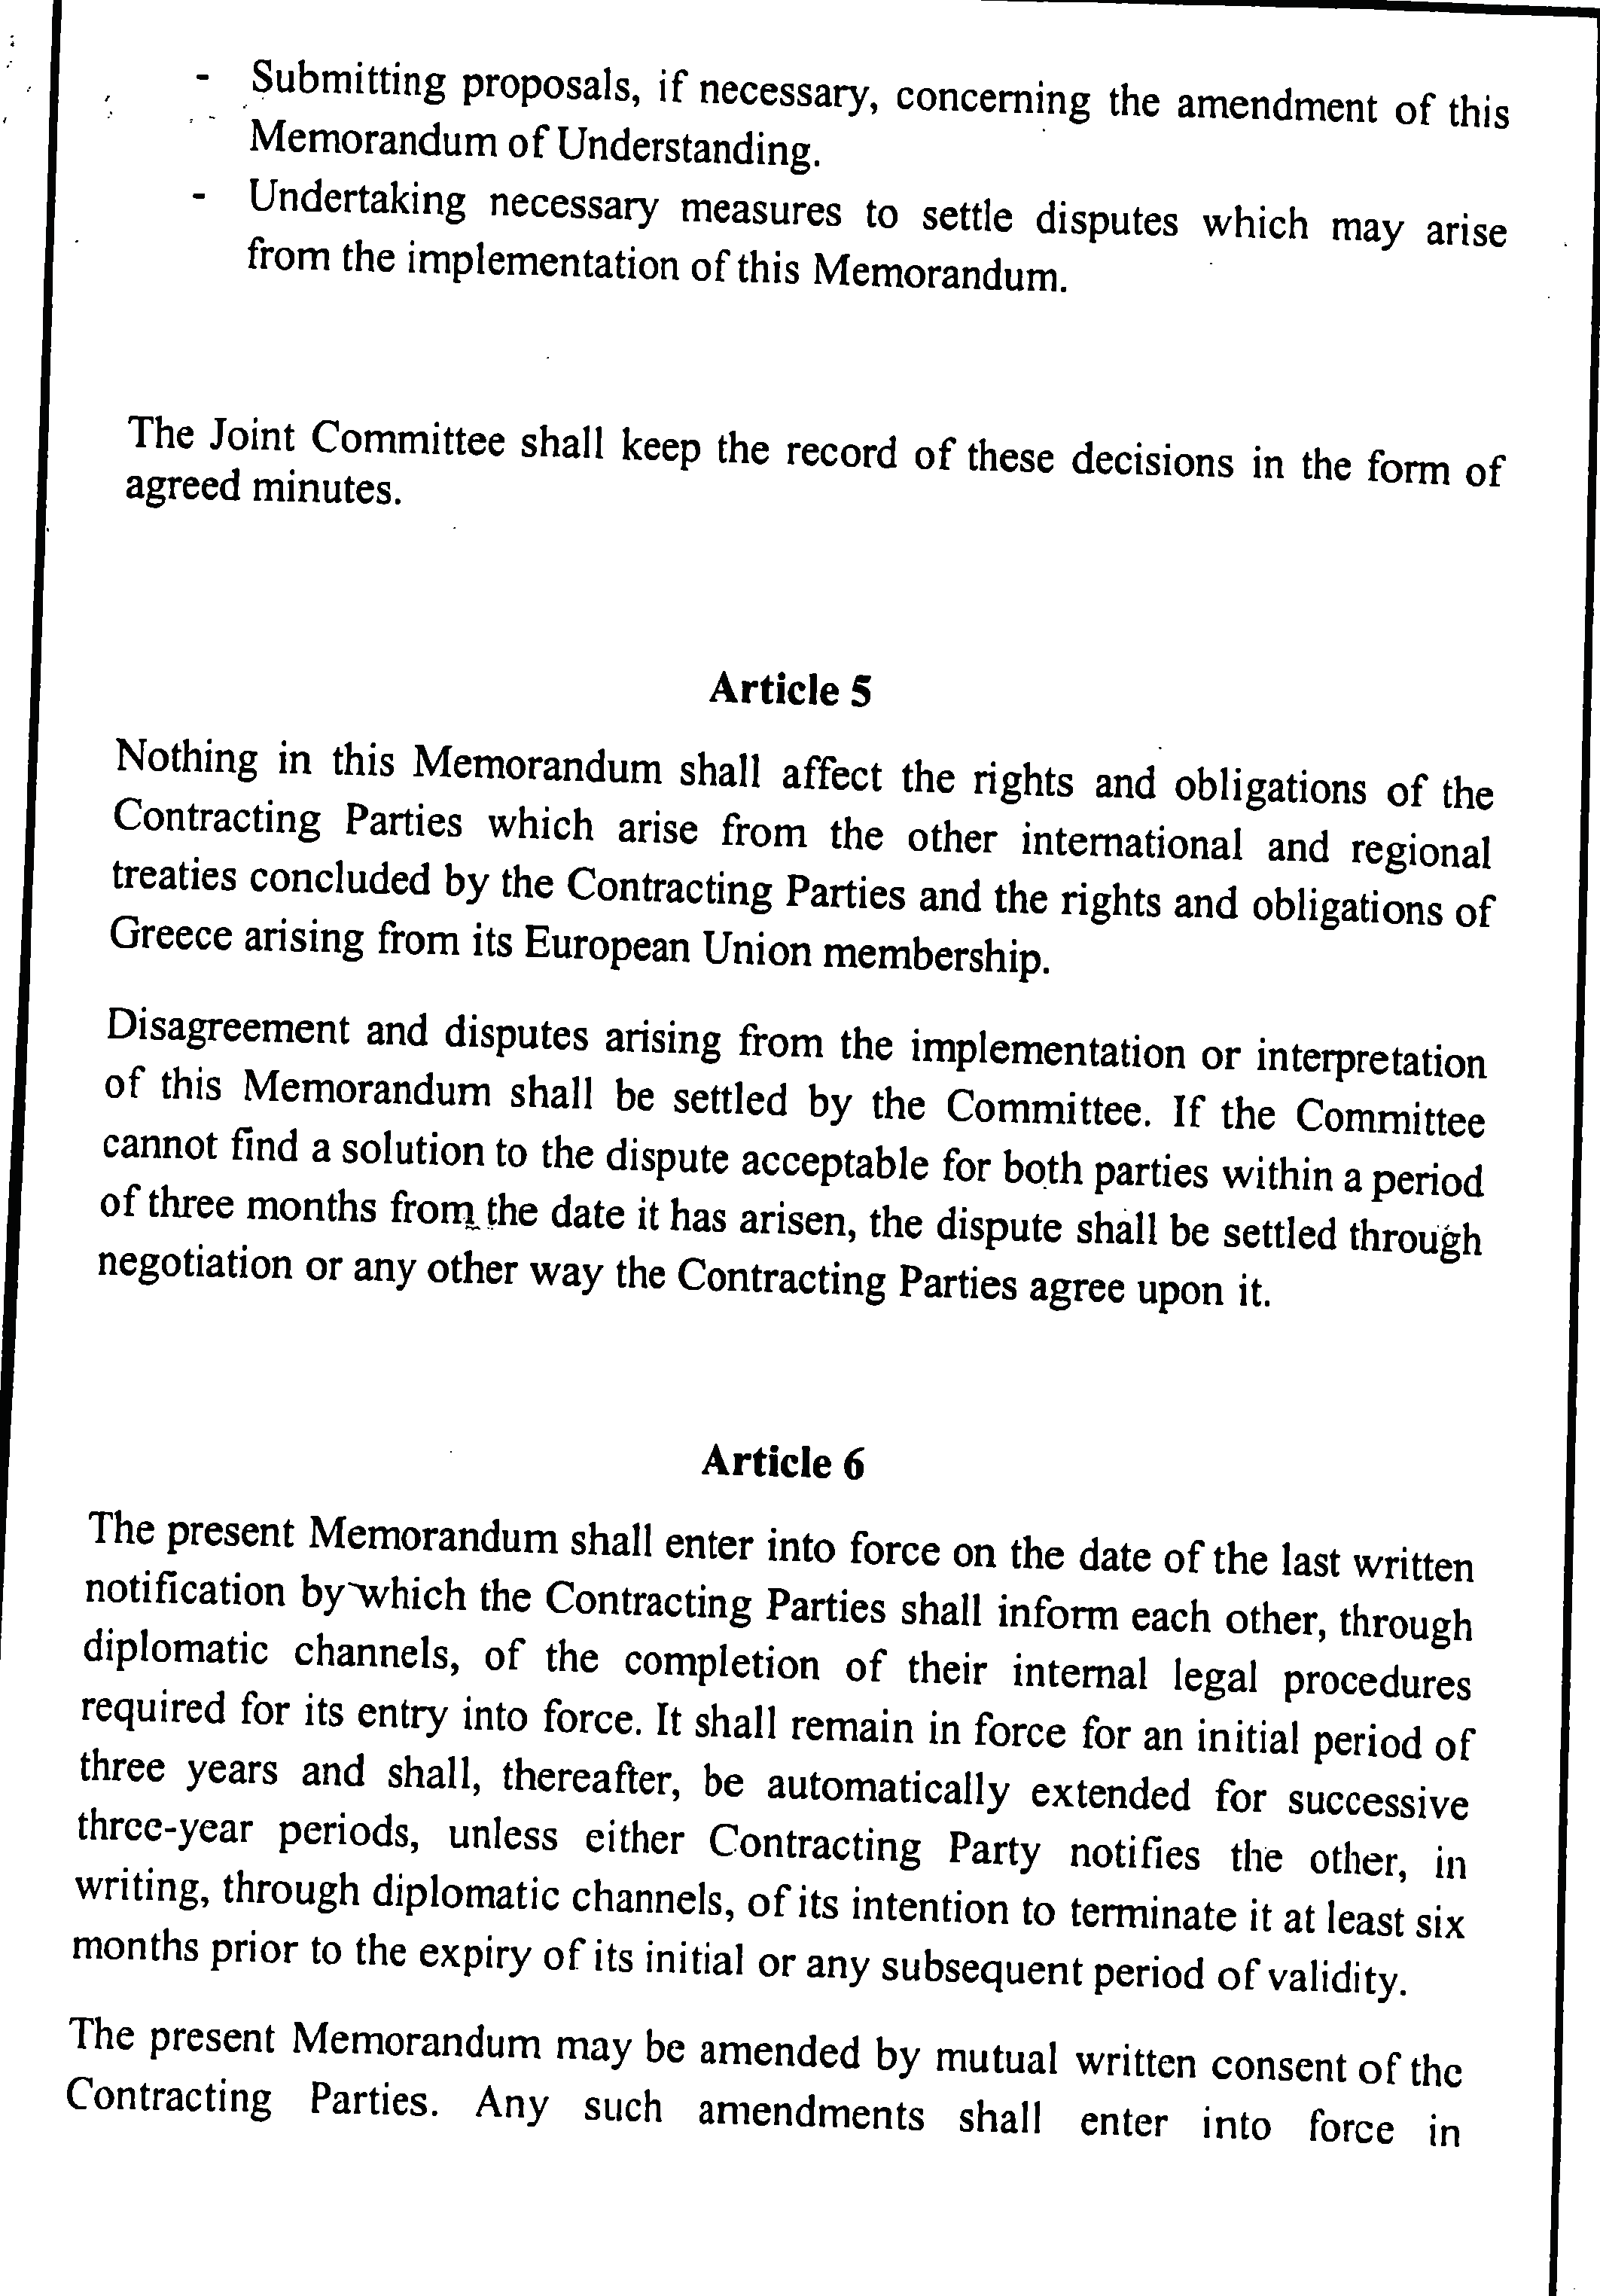 - Submitting proposals, if necessary, concerning the amendment of this
Memorandum of Understanding.
- Undertaking necessary measures to settle disputes which may arise
from the implementation of this Memorandum.
The Joint Committee shall keep the record of these decisions in the form of
agreed minutes.
Article 5
Nothing in this Memorandum shall affect the rights and obligations of the
Contracting Parties which arise from the other international and regional
treaties concluded by the Contracting Parties and the rights and obligations of
Greece arising from its European Union membership.
Disagreement and disputes arising from the implementation or interpretation
of this Memorandum shall be settled by the Committee. If the Committee
cannot find a solution to the dispute acceptable for both parties within a period
of three months from the date it has arisen, the dispute shall be settled through
negotiation or any other way the Contracting Parties agree upon it.
Article 6
The present Memorandum shall enter into force on the date of the last written
notification by which the Contracting Parties shall inform each other, through
diplomatic channels, of the completion of their internal legal procedures
required for its entry into force. It shall remain in force for an initial period of
three years and shall, thereafter, be automatically extended for successive
three-year periods, unless either Contracting Party notifies the other, in
writing, through diplomatic channels, of its intention to terminate it at least six
months prior to the expiry of its initial or any subsequent period of validity.
The present Memorandum may be amended by mutual written consent of the
Contracting Parties. Any such amendments shall enter into force in